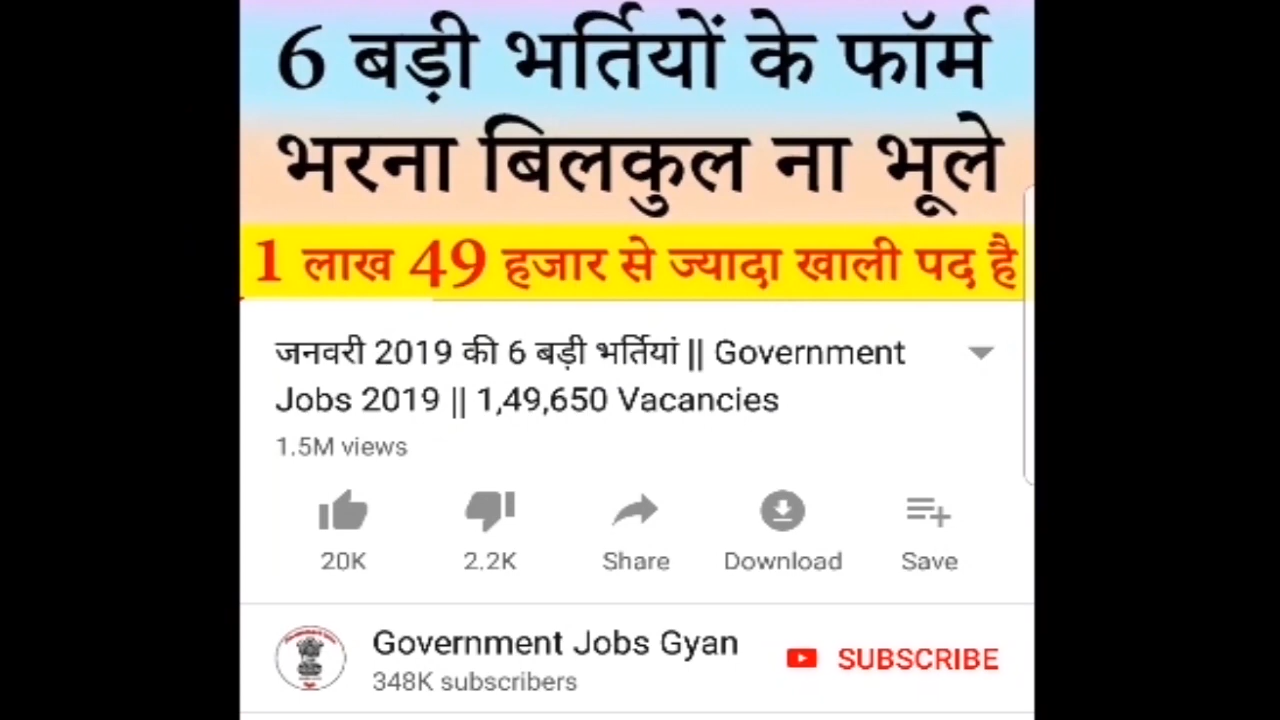 6 बड़ी भर्तियों के फॉर्म
भरना बिलकुल ना भूले
1 लाख 49 हजार से ज्यादा खाली पद है
जनवरी 2019 की 6 बड़ी भर्तियां || Government
Jobs 2019 || 1,49,650 Vacancies
1.5M views
20K 2.2K Share Download Save
Government Jobs Gyan
SUBSCRIBE
348K subscribers